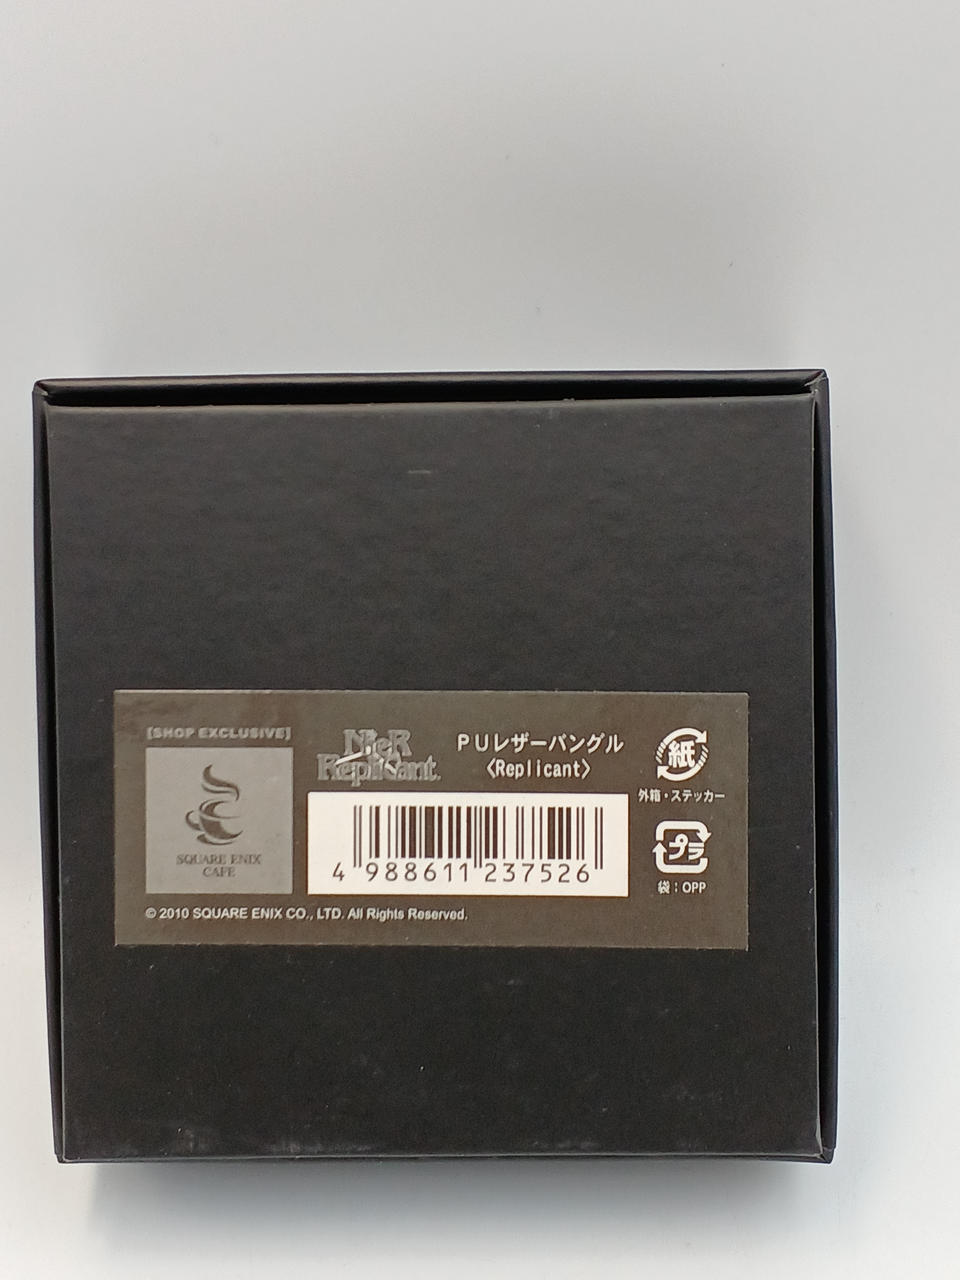 [SHOP EXCLUSIVE]
SQUARE ENIX
CAFE
NieR
Replicant.
PUレザーバングル
〈Replicant〉
4 988611 237526
紙
外箱・ステッカー
プラ
袋：OPP
© 2010 SQUARE ENIX CO., LTD. All Rights Reserved.